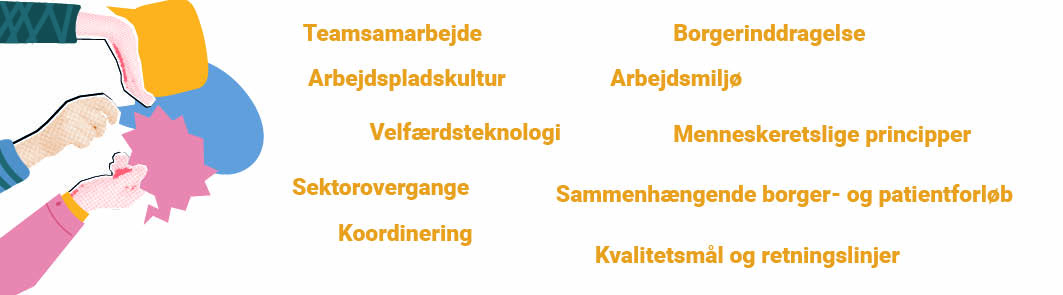 Teamsamarbejde
Borgerinddragelse
Arbejdspladskultur
Arbejdsmiljø
Velfærdsteknologi
Menneskeretslige principper
Sektorovergange
Sammenhængende borger- og patientforløb
Koordinering
Kvalitetsmål og retningslinjer